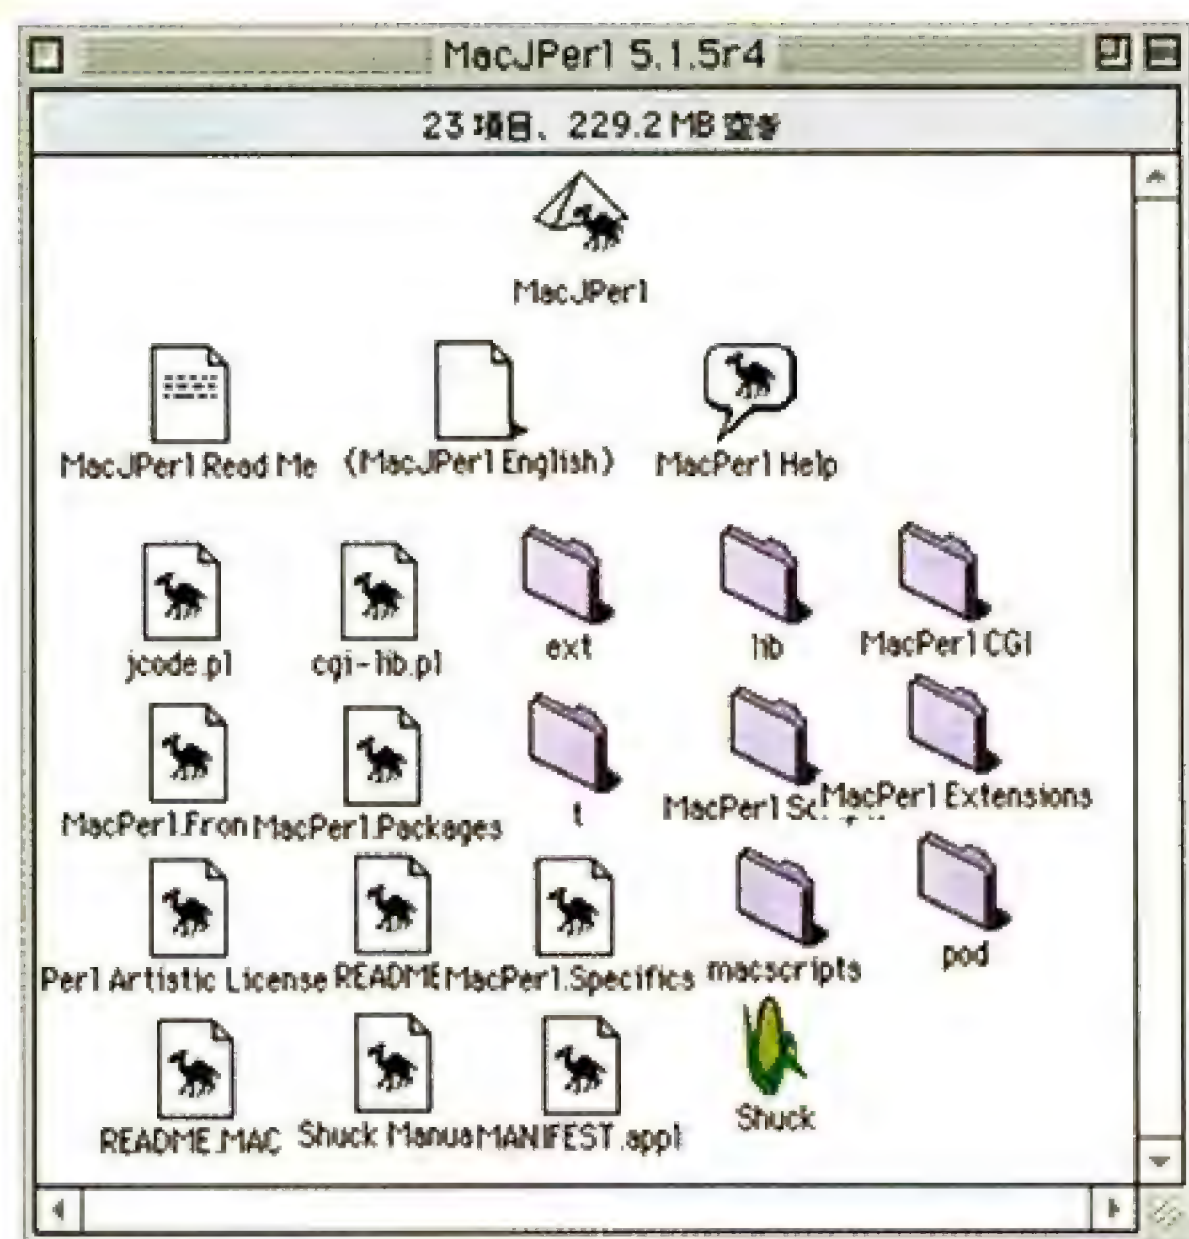 MacJPerl 5.1.5r4
23 項目、229.2 MB 空き
MacJPerl
MacJPerl Read Me (MacJPerl English) MacPerl Help
jcode.pl cgi-lib.pl ext lib MacPerl CGI
MacPerl.Fron MacPerl.Packages t MacPerl Sc MacPerl Extensions
Perl Artistic License README MacPerl.Specifics macscripts pod
README.MAC Shuck Manua MANIFEST.appl Shuck